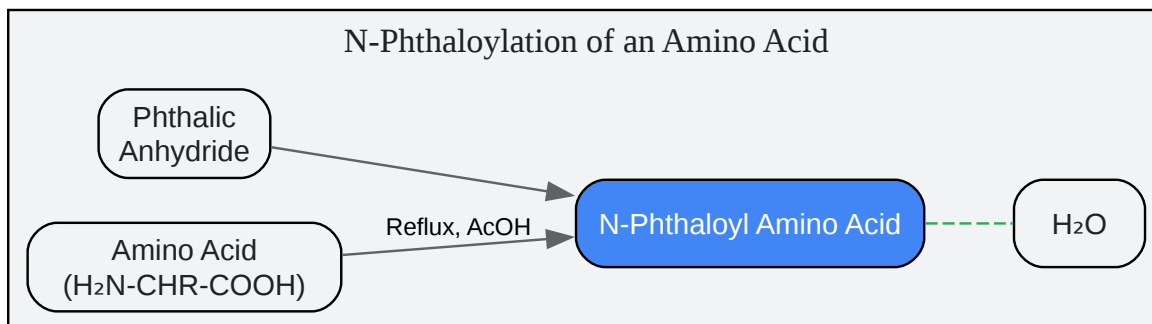 N-Phthaloylation of an Amino Acid
Phthalic
Anhydride
Amino Acid
(H₂N-CHR-COOH)
Reflux, AcOH
N-Phthaloyl Amino Acid
H₂O